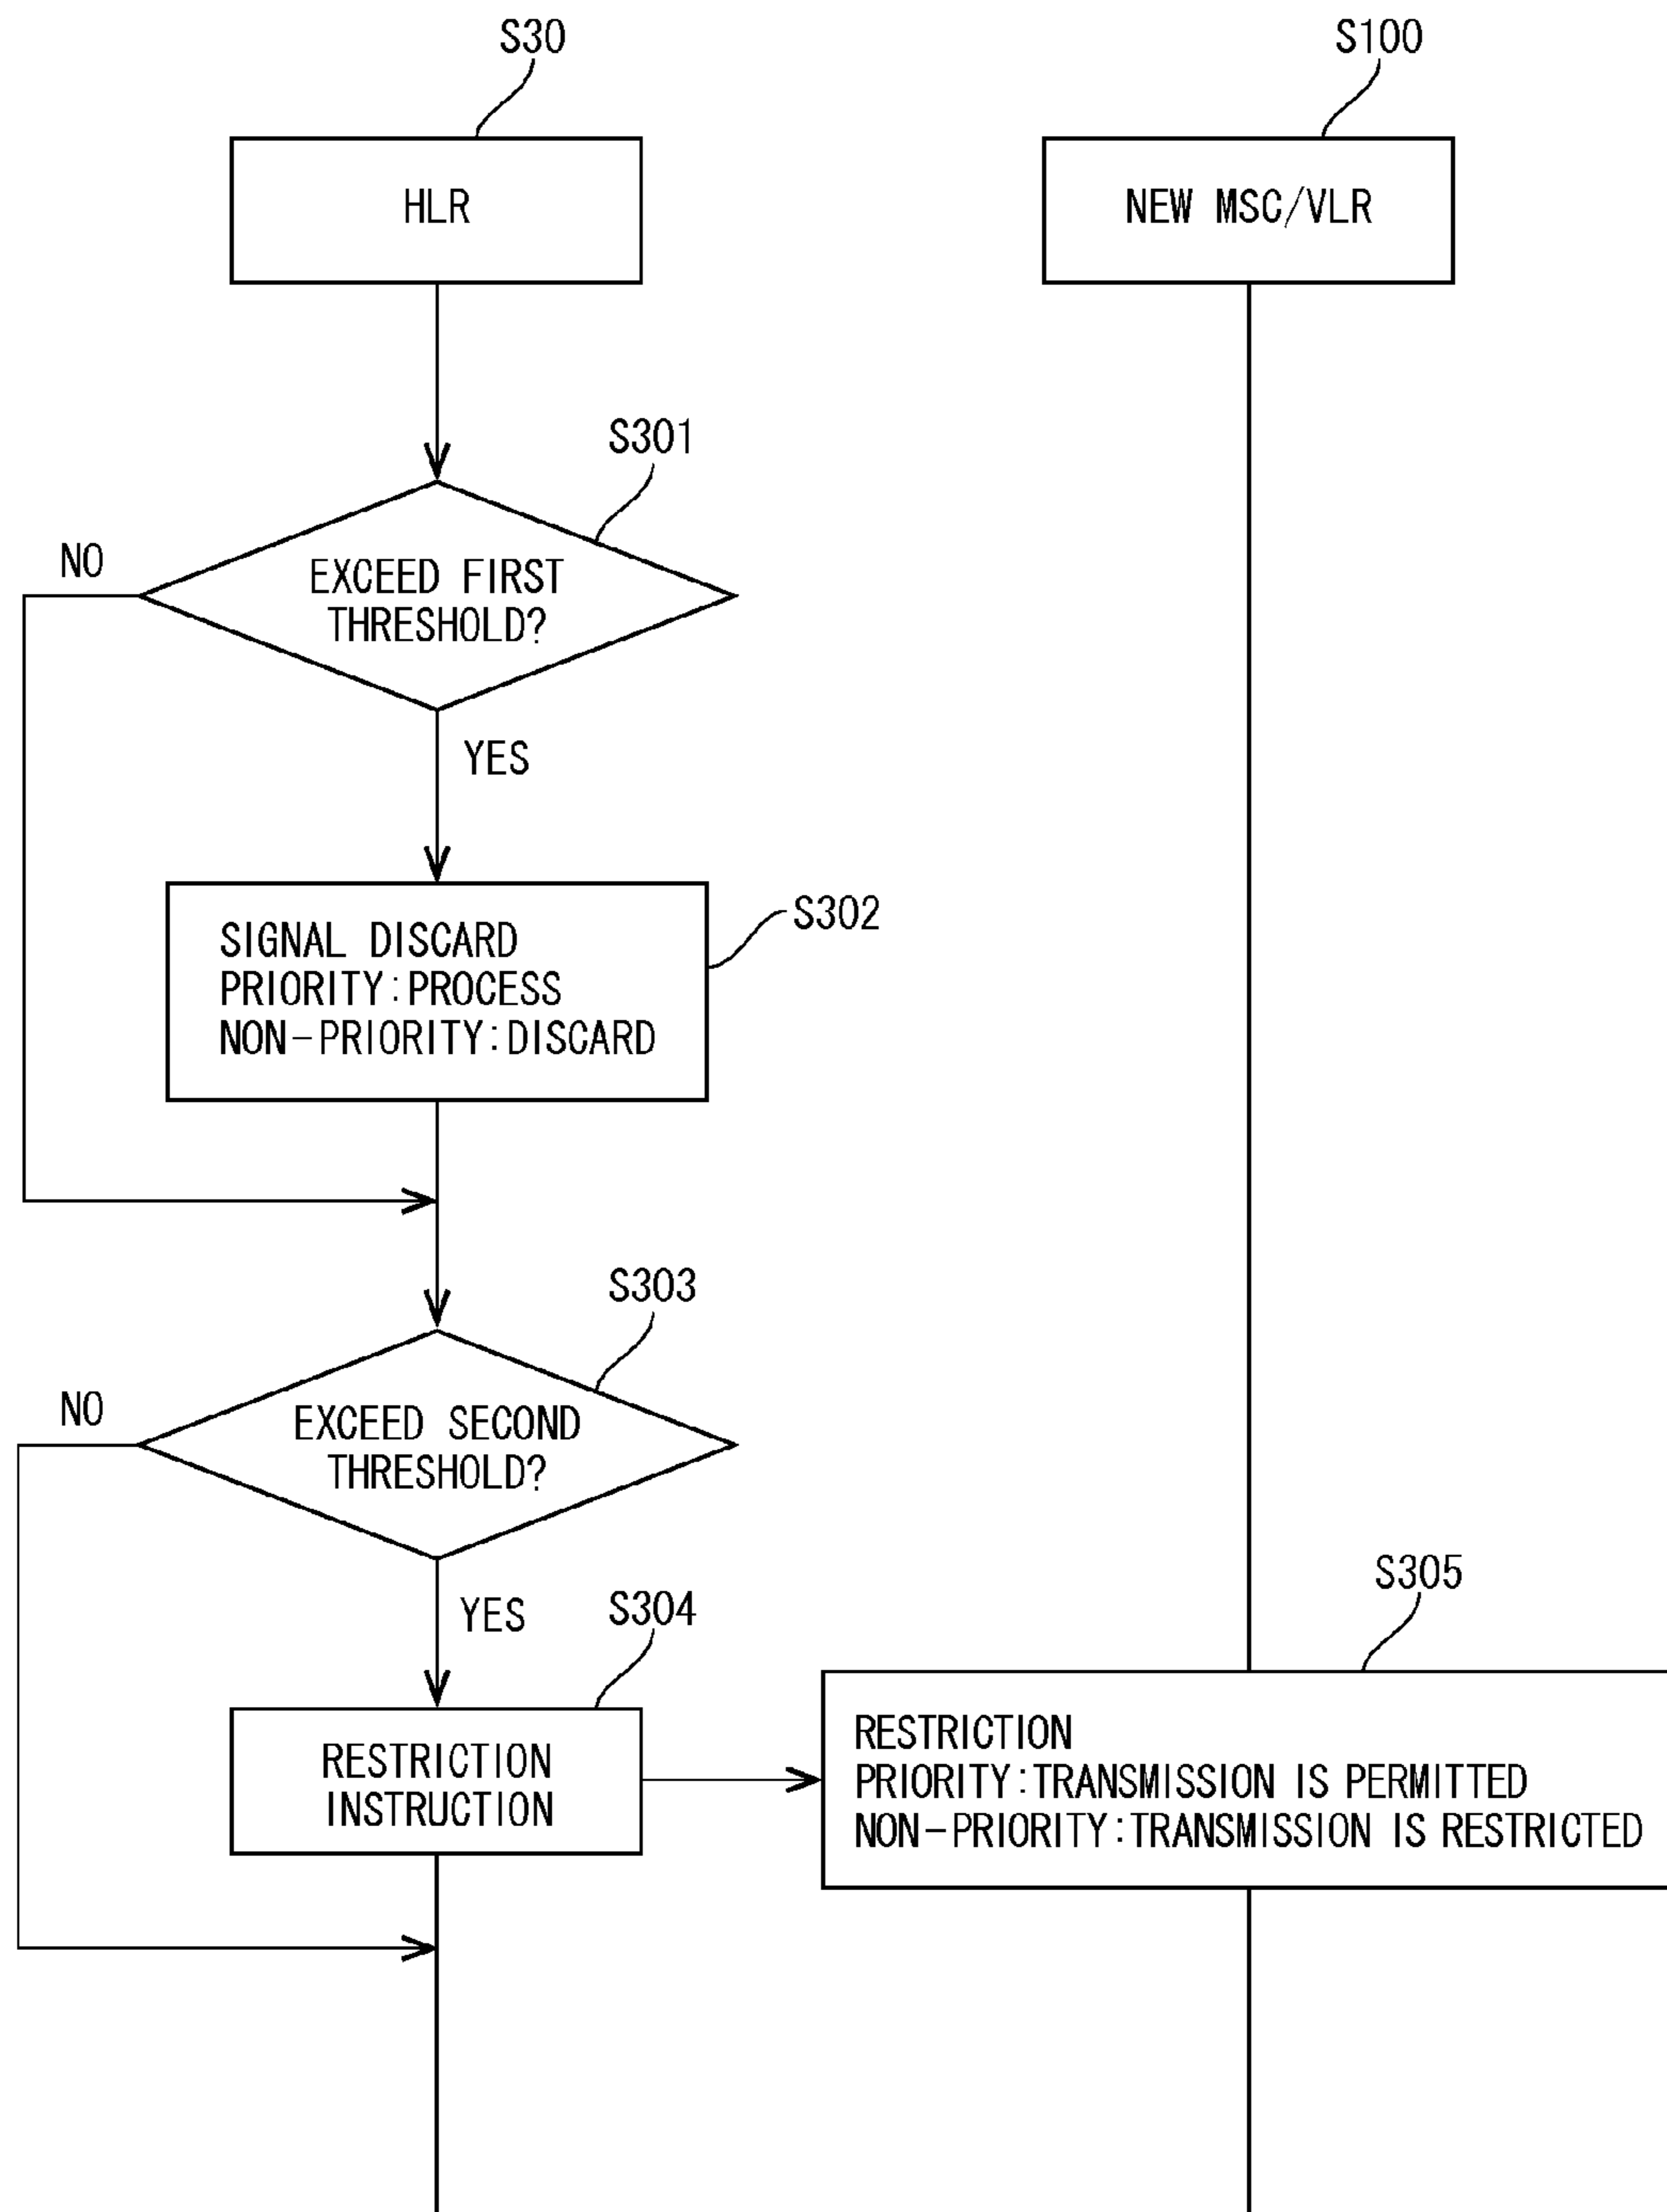 S30
S100
HLR
NEW MSC/VLR
S301
NO
EXCEED FIRST
THRESHOLD?
YES
S302
SIGNAL DISCARD
PRIORITY:PROCESS
NON-PRIORITY:DISCARD
S303
NO
EXCEED SECOND
THRESHOLD?
YES
S304
S305
RESTRICTION
INSTRUCTION
RESTRICTION
PRIORITY:TRANSMISSION IS PERMITTED
NON-PRIORITY:TRANSMISSION IS RESTRICTED